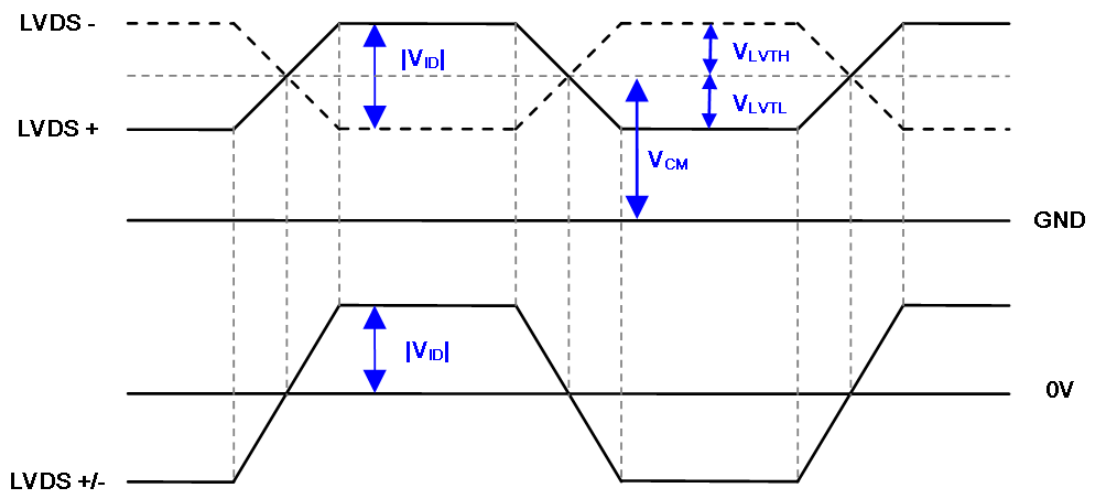 LVDS -
|VID|
VLVTH
VLVTL
LVDS +
VCM
GND
|VID|
0V
LVDS +/-